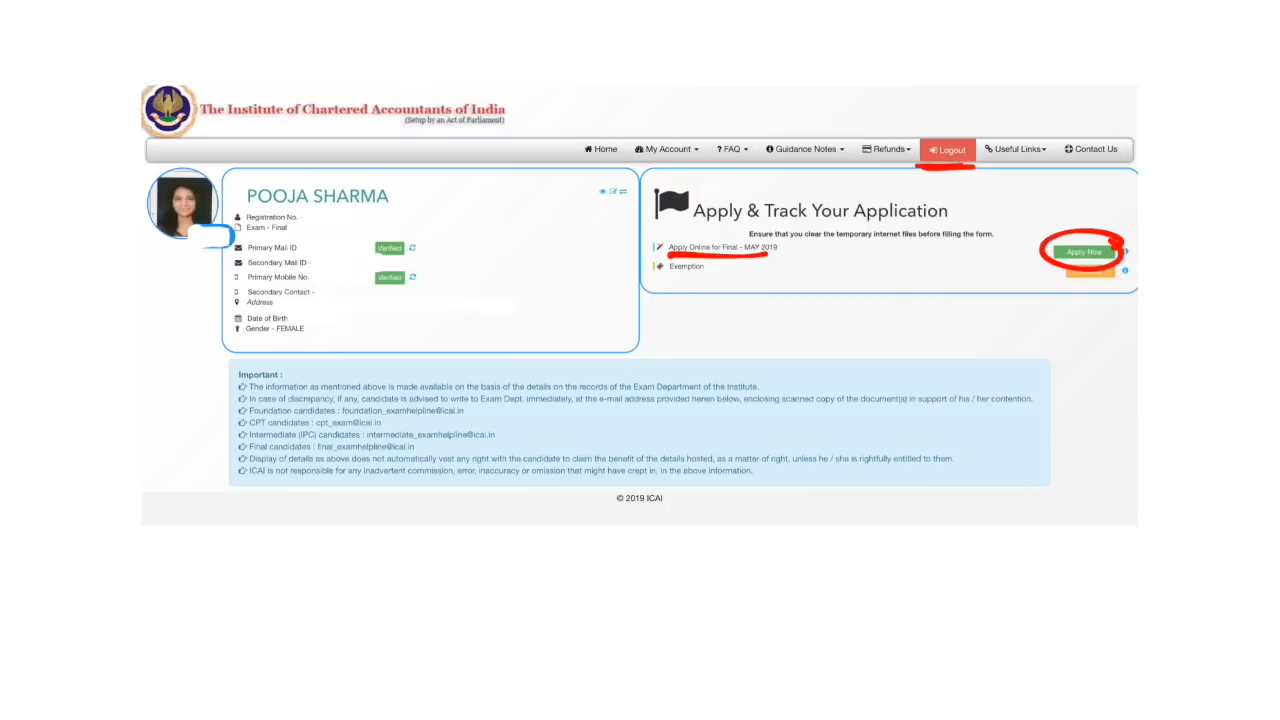 The Institute of Chartered Accountants of India
(Setup by an Act of Parliament)
Home My Account ? FAQ Guidance Notes Refunds Logout Useful Links Contact Us
POOJA SHARMA
Registration No.
Exam - Final
Primary Mail ID Verified
Secondary Mail ID -
Primary Mobile No. Verified
Secondary Contact -
Address
Date of Birth
Gender - FEMALE
Apply & Track Your Application
Ensure that you clear the temporary internet files before filling the form.
Apply Online for Final - MAY 2019 Apply Now
Exemption
Important :
The information as mentioned above is made available on the basis of the details on the records of the Exam Department of the Institute.
In case of discrepancy, if any, candidate is advised to write to Exam Dept. immediately, at the e-mail address provided herein below, enclosing scanned copy of the document(s) in support of his / her contention.
Foundation candidates : foundation_examhelpline@icai.in
CPT candidates : cpt_exam@icai.in
Intermediate (IPC) candidates : intermediate_examhelpline@icai.in
Final candidates : final_examhelpline@icai.in
Display of details as above does not automatically vest any right with the candidate to claim the benefit of the details hosted, as a matter of right, unless he / she is rightfully entitled to them.
ICAI is not responsible for any inadvertent commission, error, inaccuracy or omission that might have crept in, in the above information.
© 2019 ICAI